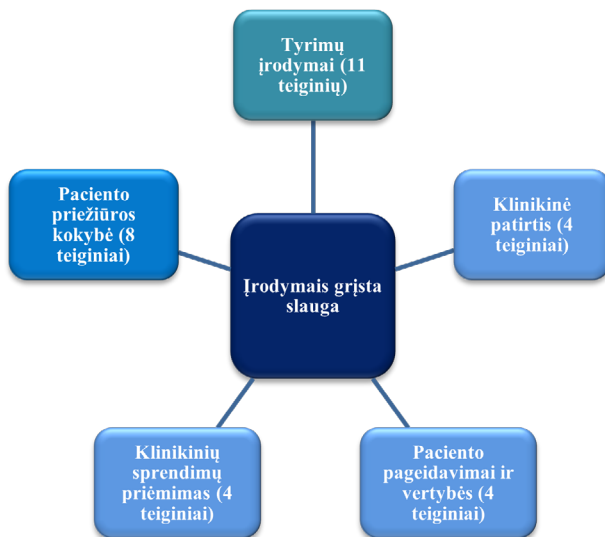 Tyrimų
įrodymai (11
teiginių)
Paciento
priežiūros
kokybė (8
teiginiai)
Klinikinė
patirtis (4
teiginiai)
Įrodymais grįsta
slauga
Klinikinių
sprendimų
priėmimas (4
teiginiai)
Paciento
pageidavimai ir
vertybės (4
teiginiai)